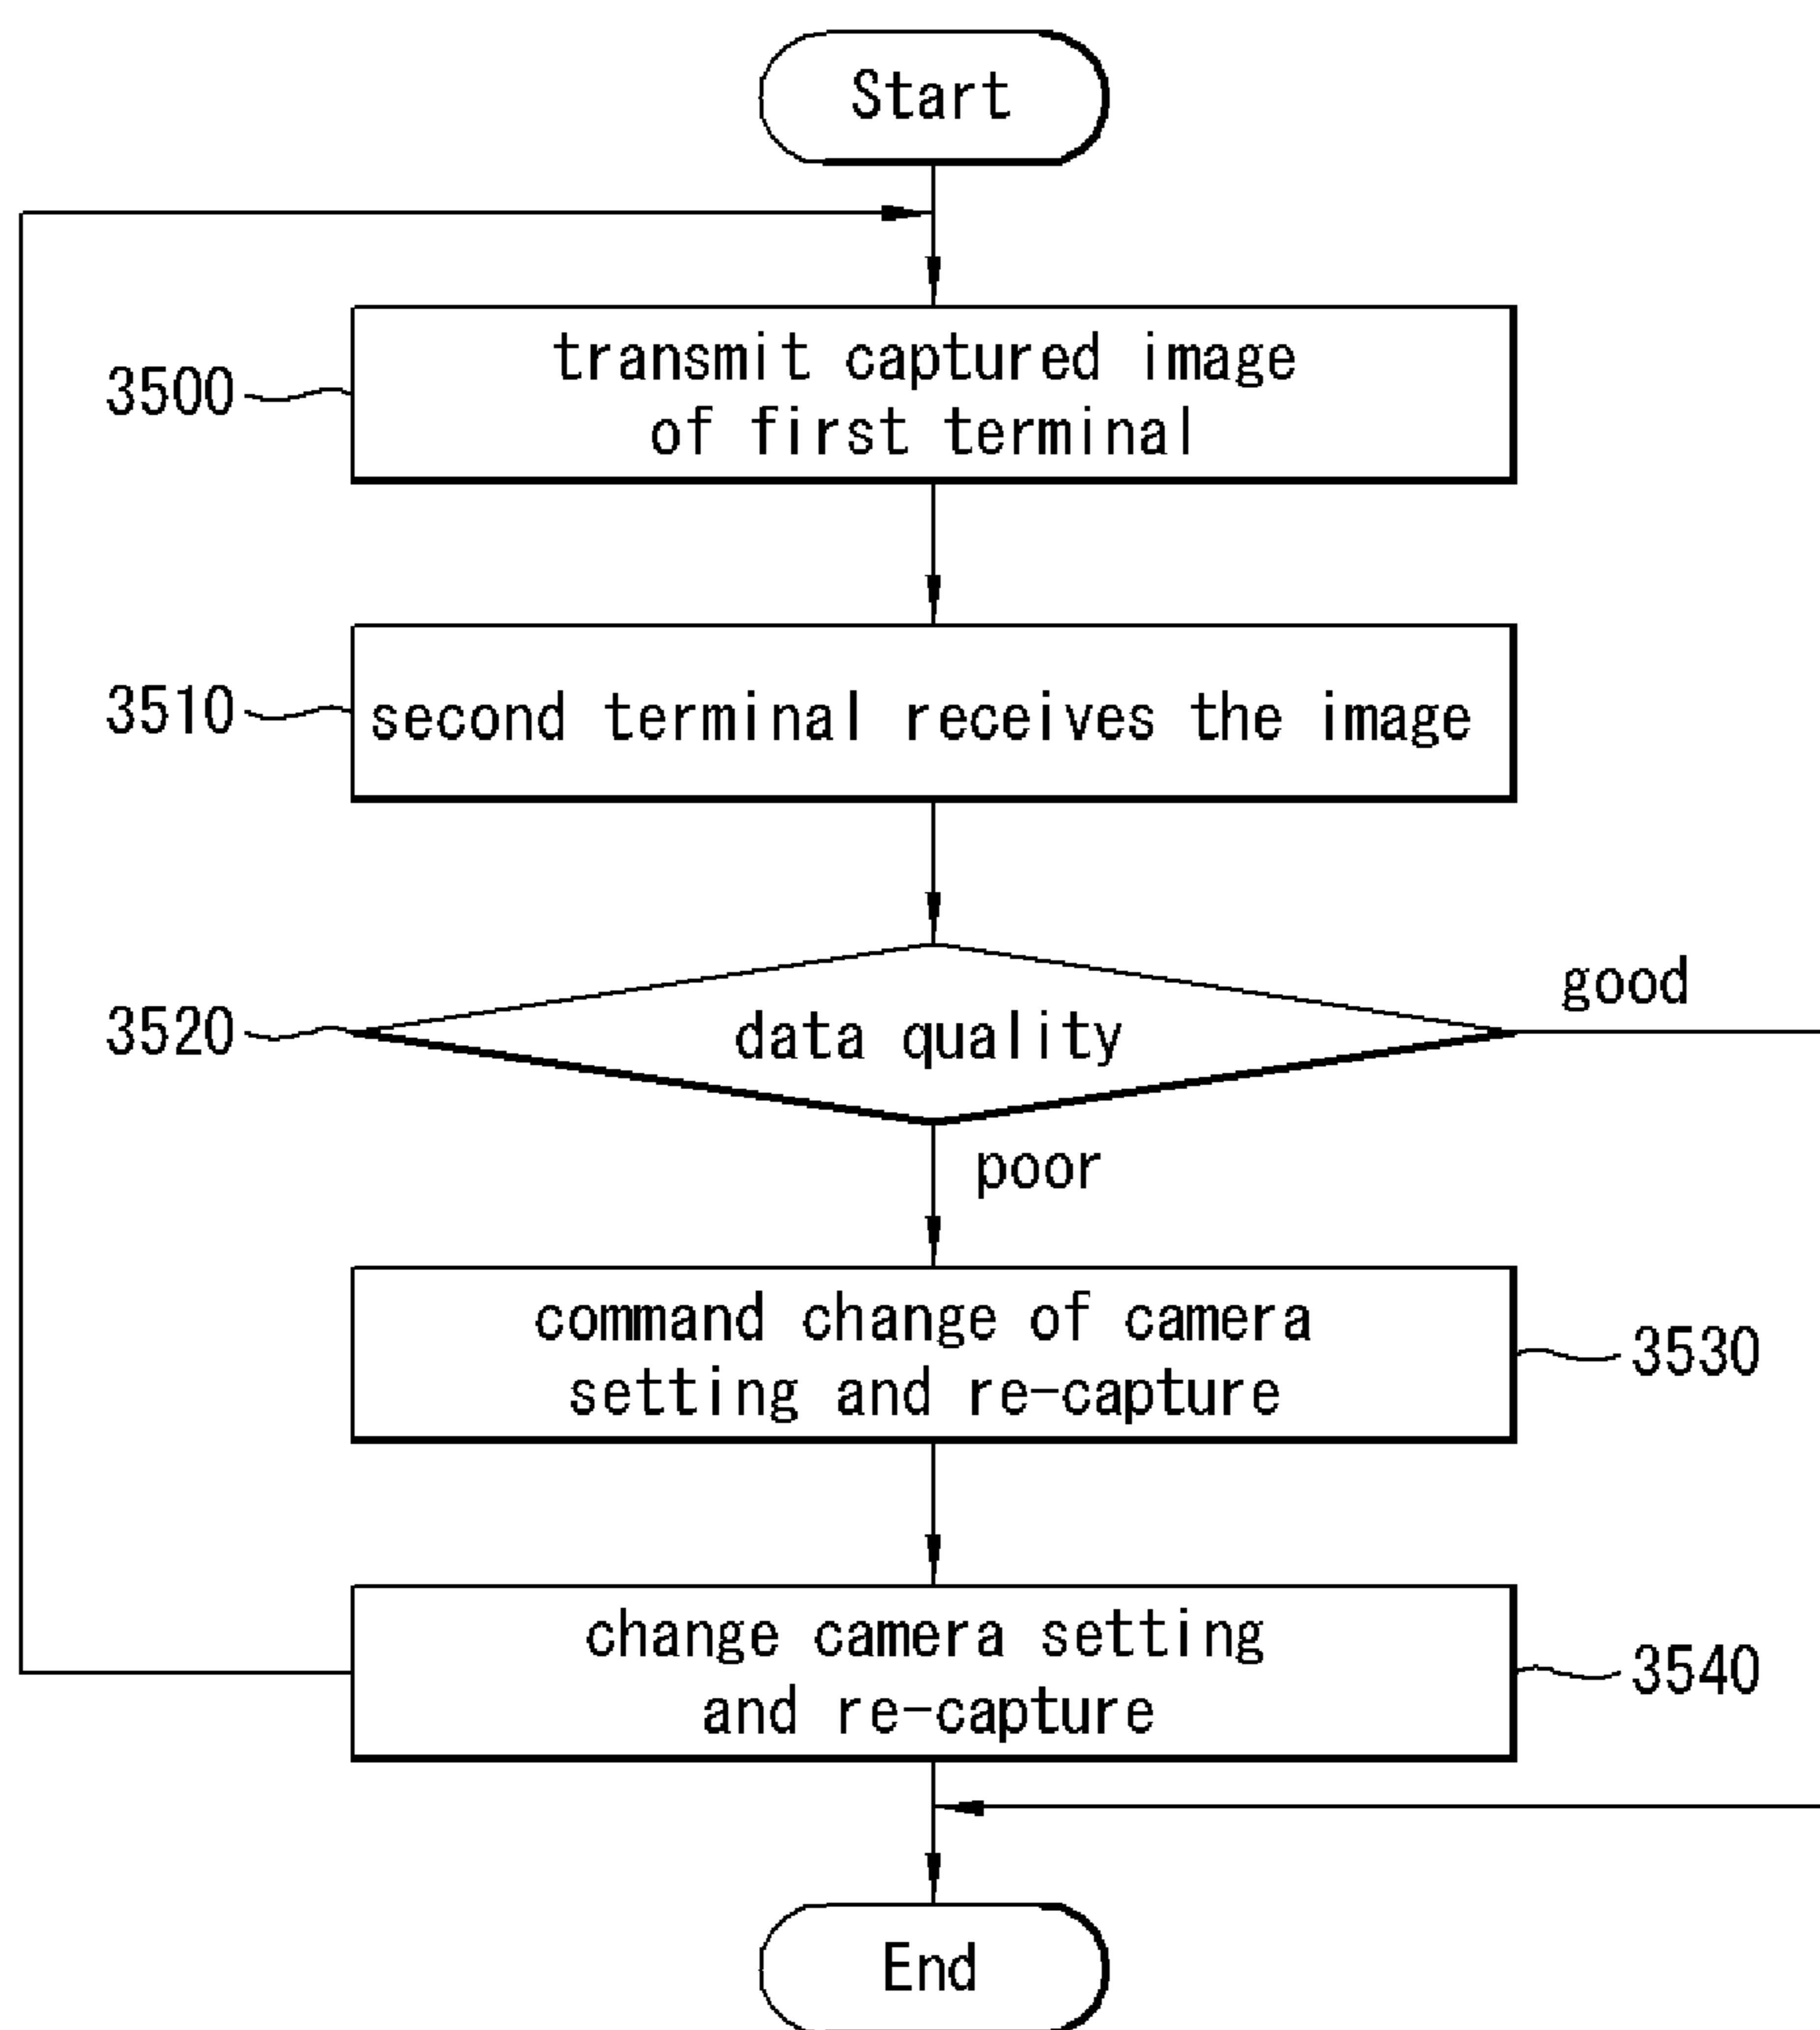 Start
3500
transmit captured image
of first terminal
3510
second terminal receives the image
3520
data quality
good
poor
command change of camera
setting and re-capture
3530
change camera setting
and re-capture
3540
End